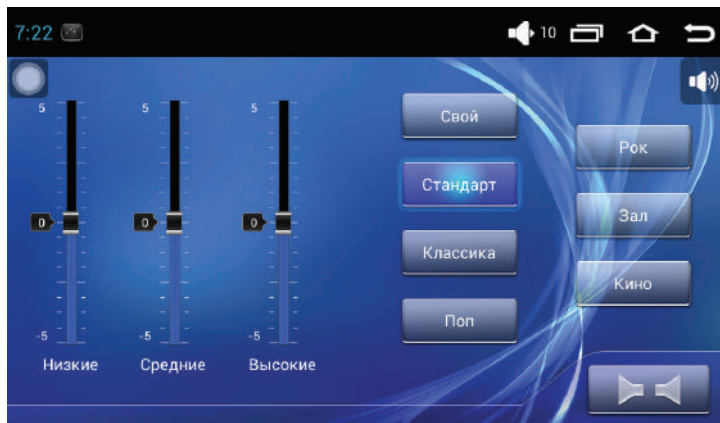 7:22 10
5 5 5
0 0 0
-5 -5 -5
Низкие Средние Высокие
Свой
Стандарт
Классика
Поп
Рок
Зал
Кино